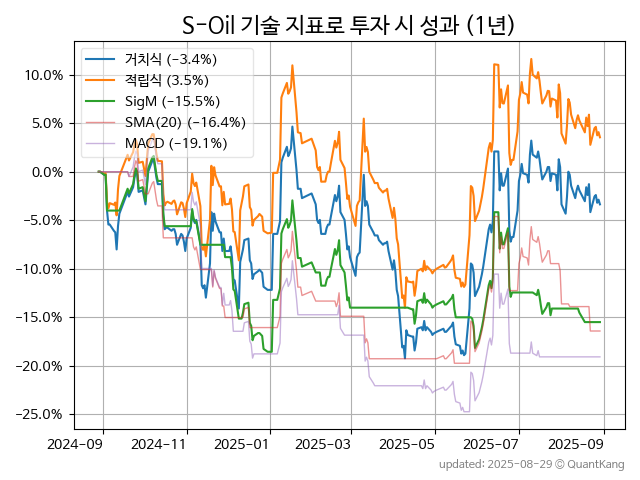 S-Oil 기술 지표로 투자 시 성과 (1년)
거치식 (−3.4%)
적립식 (3.5%)
SigM (−15.5%)
SMA(20) (−16.4%)
MACD (−19.1%)
10.0%
5.0%
0.0%
−5.0%
−10.0%
−15.0%
−20.0%
−25.0%
2024-09 2024-11 2025-01 2025-03 2025-05 2025-07 2025-09
updated: 2025-08-29 ⓒ QuantKang